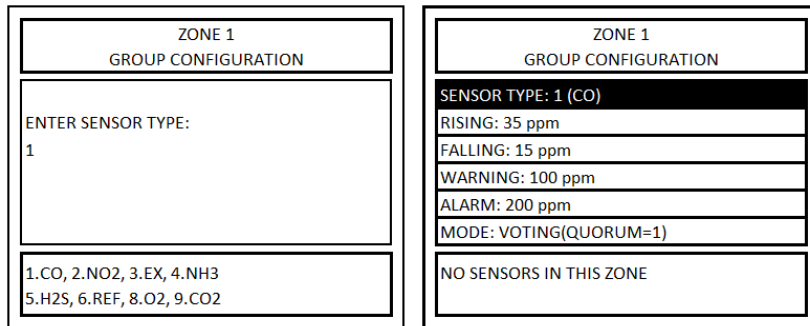 ZONE 1
GROUP CONFIGURATION
ENTER SENSOR TYPE:
1
1.CO, 2.NO2, 3.EX, 4.NH3
5.H2S, 6.REF, 8.O2, 9.CO2
ZONE 1
GROUP CONFIGURATION
SENSOR TYPE: 1 (CO)
RISING: 35 ppm
FALLING: 15 ppm
WARNING: 100 ppm
ALARM: 200 ppm
MODE: VOTING(QUORUM=1)
NO SENSORS IN THIS ZONE